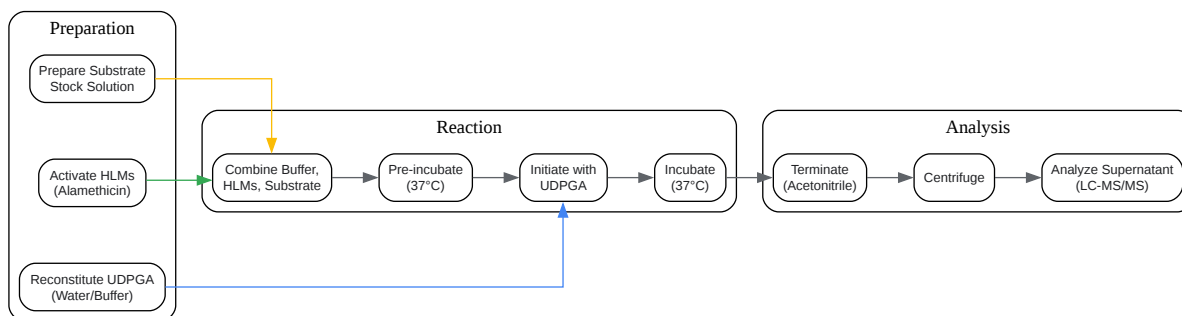 Preparation
Prepare Substrate
Stock Solution
Activate HLMs
(Alamethicin)
Reconstitute UDPGA
(Water/Buffer)
Reaction
Combine Buffer,
HLMs, Substrate
Pre-incubate
(37°C)
Initiate with
UDPGA
Incubate
(37°C)
Analysis
Terminate
(Acetonitrile)
Centrifuge
Analyze Supernatant
(LC-MS/MS)